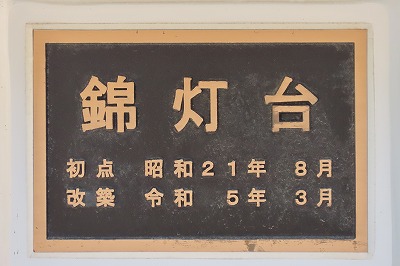 錦灯台
初点 昭和21年 8月
改築 令和 5年 3月